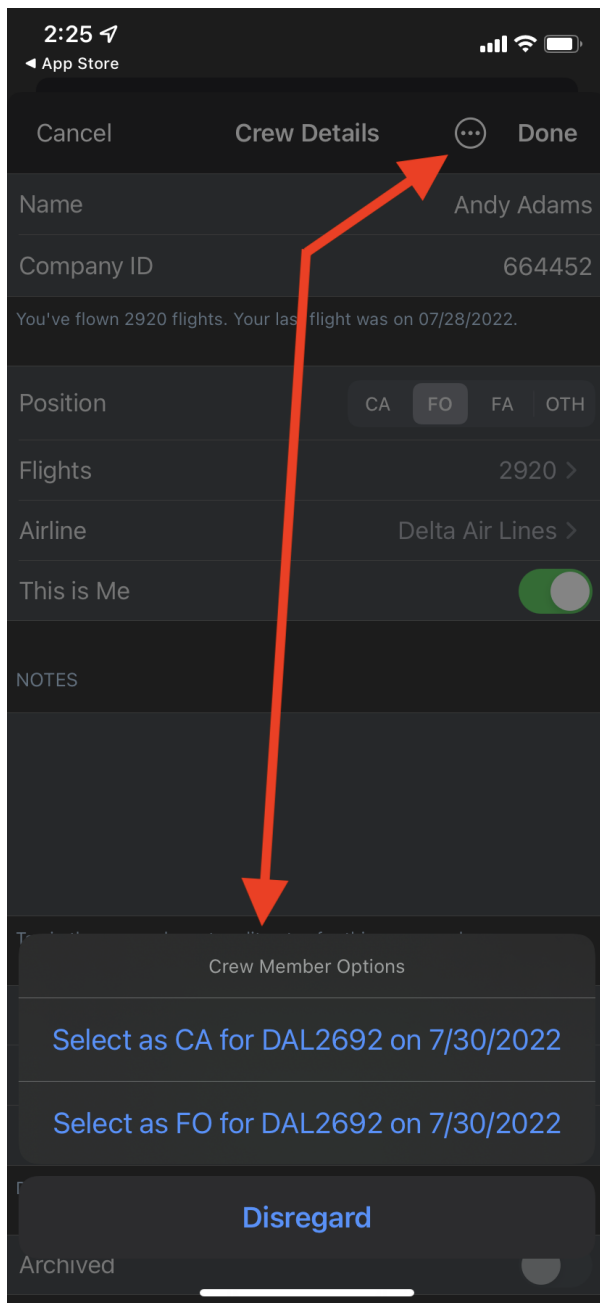 2:25
◀ App Store
Cancel Crew Details Done
Name Andy Adams
Company ID 664452
You've flown 2920 flights. Your last flight was on 07/28/2022.
Position CA FO FA OTH
Flights 2920
Airline Delta Air Lines
This is Me
NOTES
Crew Member Options
Select as CA for DAL2692 on 7/30/2022
Select as FO for DAL2692 on 7/30/2022
Disregard
Archived